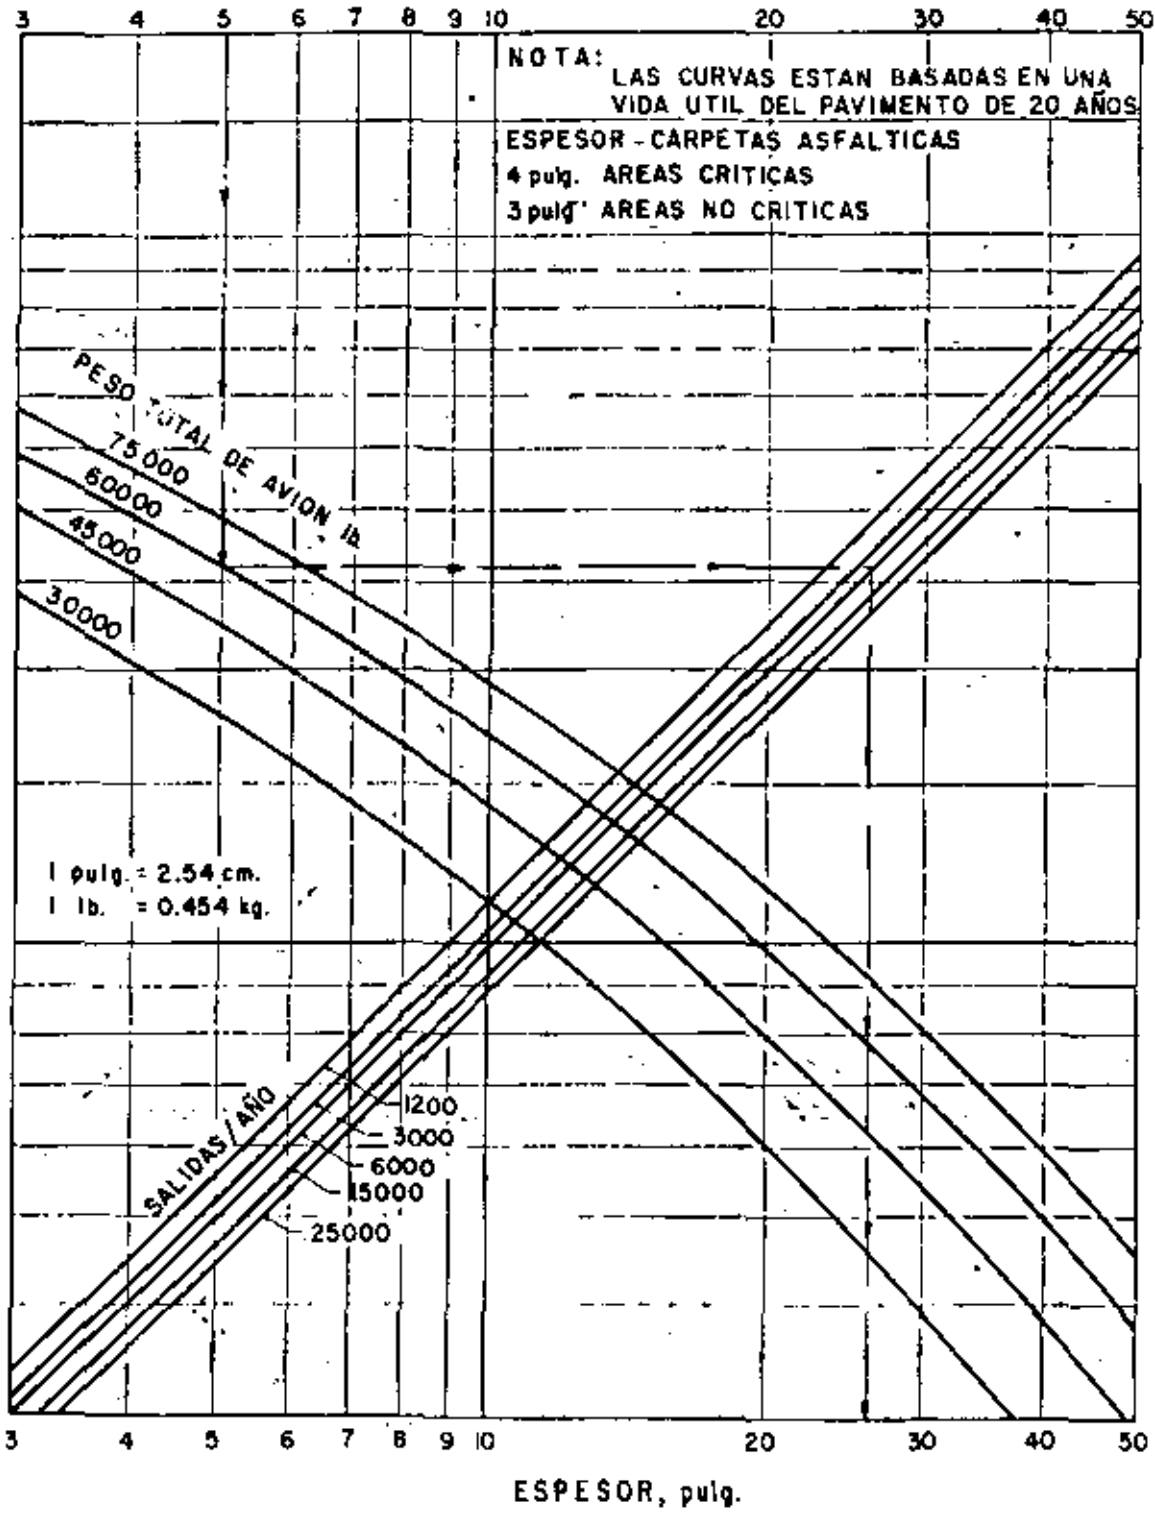 3 4 5 6 7 8 9 10 20 30 40 50
NOTA:
LAS CURVAS ESTAN BASADAS EN UNA
VIDA UTIL DEL PAVIMENTO DE 20 AÑOS
ESPESOR - CARPETAS ASFALTICAS
4 pulg. AREAS CRITICAS
3 pulg. AREAS NO CRITICAS
PESO TOTAL DE AVION lb.
75000
60000
45000
30000
1 pulg. = 2.54 cm.
1 lb. = 0.454 kg.
SALIDAS/AÑO
1200
3000
6000
15000
25000
3 4 5 6 7 8 9 10 20 30 40 50
ESPESOR, pulg.